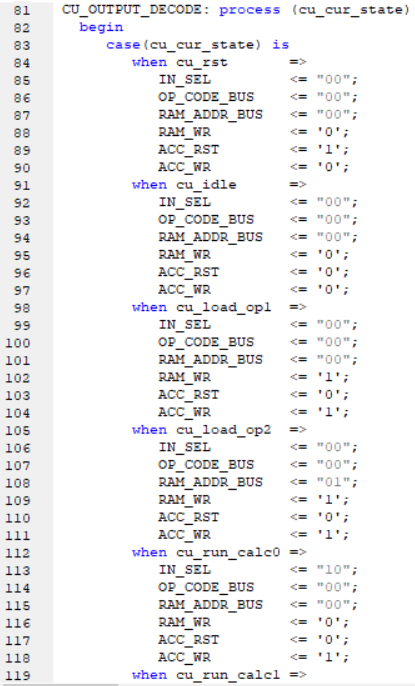 81 CU_OUTPUT_DECODE: process (cu_cur_state)
82 begin
83 case(cu_cur_state) is
84 when cu_rst =>
85 IN_SEL <= "00";
86 OP_CODE_BUS <= "00";
87 RAM_ADDR_BUS <= "00";
88 RAM_WR <= '0';
89 ACC_RST <= '1';
90 ACC_WR <= '0';
91 when cu_idle =>
92 IN_SEL <= "00";
93 OP_CODE_BUS <= "00";
94 RAM_ADDR_BUS <= "00";
95 RAM_WR <= '0';
96 ACC_RST <= '0';
97 ACC_WR <= '0';
98 when cu_load_op1 =>
99 IN_SEL <= "00";
100 OP_CODE_BUS <= "00";
101 RAM_ADDR_BUS <= "00";
102 RAM_WR <= '1';
103 ACC_RST <= '0';
104 ACC_WR <= '1';
105 when cu_load_op2 =>
106 IN_SEL <= "00";
107 OP_CODE_BUS <= "00";
108 RAM_ADDR_BUS <= "01";
109 RAM_WR <= '1';
110 ACC_RST <= '0';
111 ACC_WR <= '1';
112 when cu_run_calc0 =>
113 IN_SEL <= "10";
114 OP_CODE_BUS <= "00";
115 RAM_ADDR_BUS <= "00";
116 RAM_WR <= '0';
117 ACC_RST <= '0';
118 ACC_WR <= '1';
119 when cu_run_calc1 =>